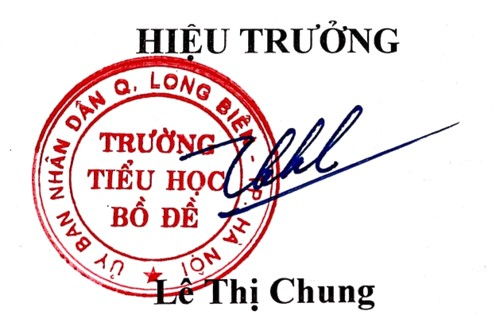 HIỆU TRƯỞNG
ỦY BAN NHÂN DÂN Q. LONG BIÊN - HÀ NỘI
TRƯỜNG
TIỂU HỌC
BỒ ĐỀ
Lê Thị Chung